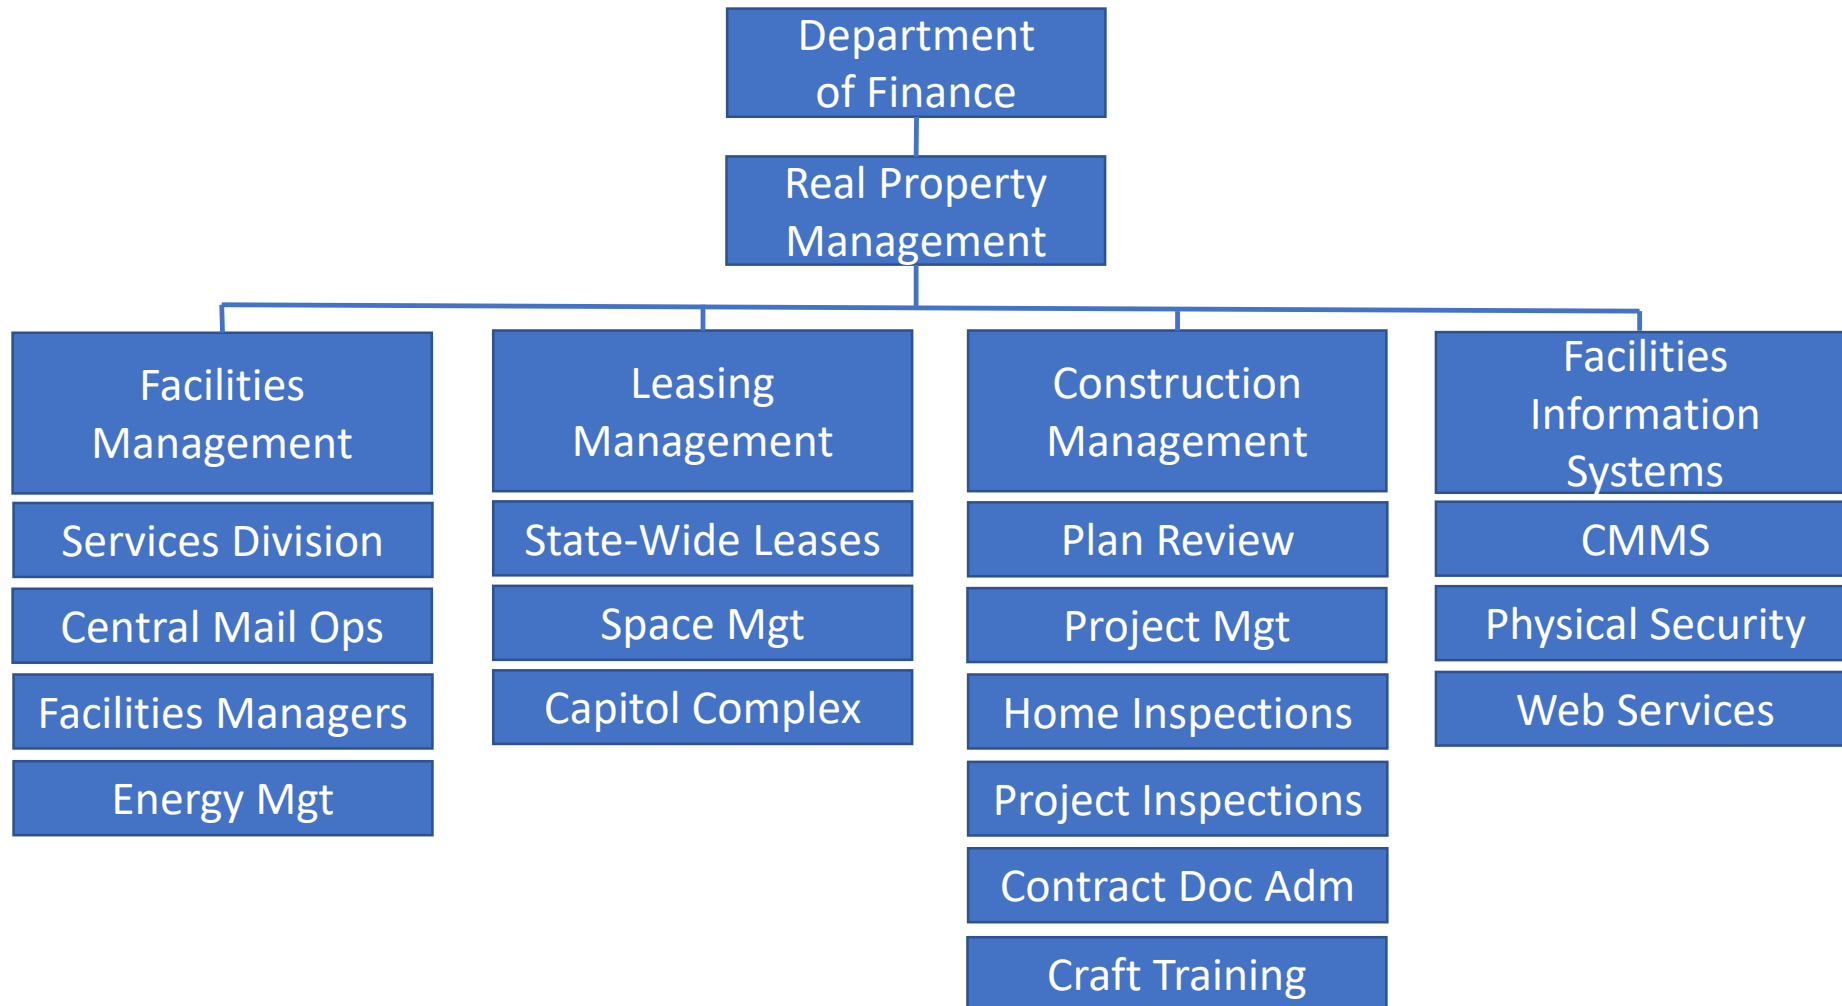 Department
of Finance
Real Property
Management
Facilities
Management
Services Division
Central Mail Ops
Facilities Managers
Energy Mgt
Leasing
Management
State-Wide Leases
Space Mgt
Capitol Complex
Construction
Management
Plan Review
Project Mgt
Home Inspections
Project Inspections
Contract Doc Adm
Craft Training
Facilities
Information
Systems
CMMS
Physical Security
Web Services